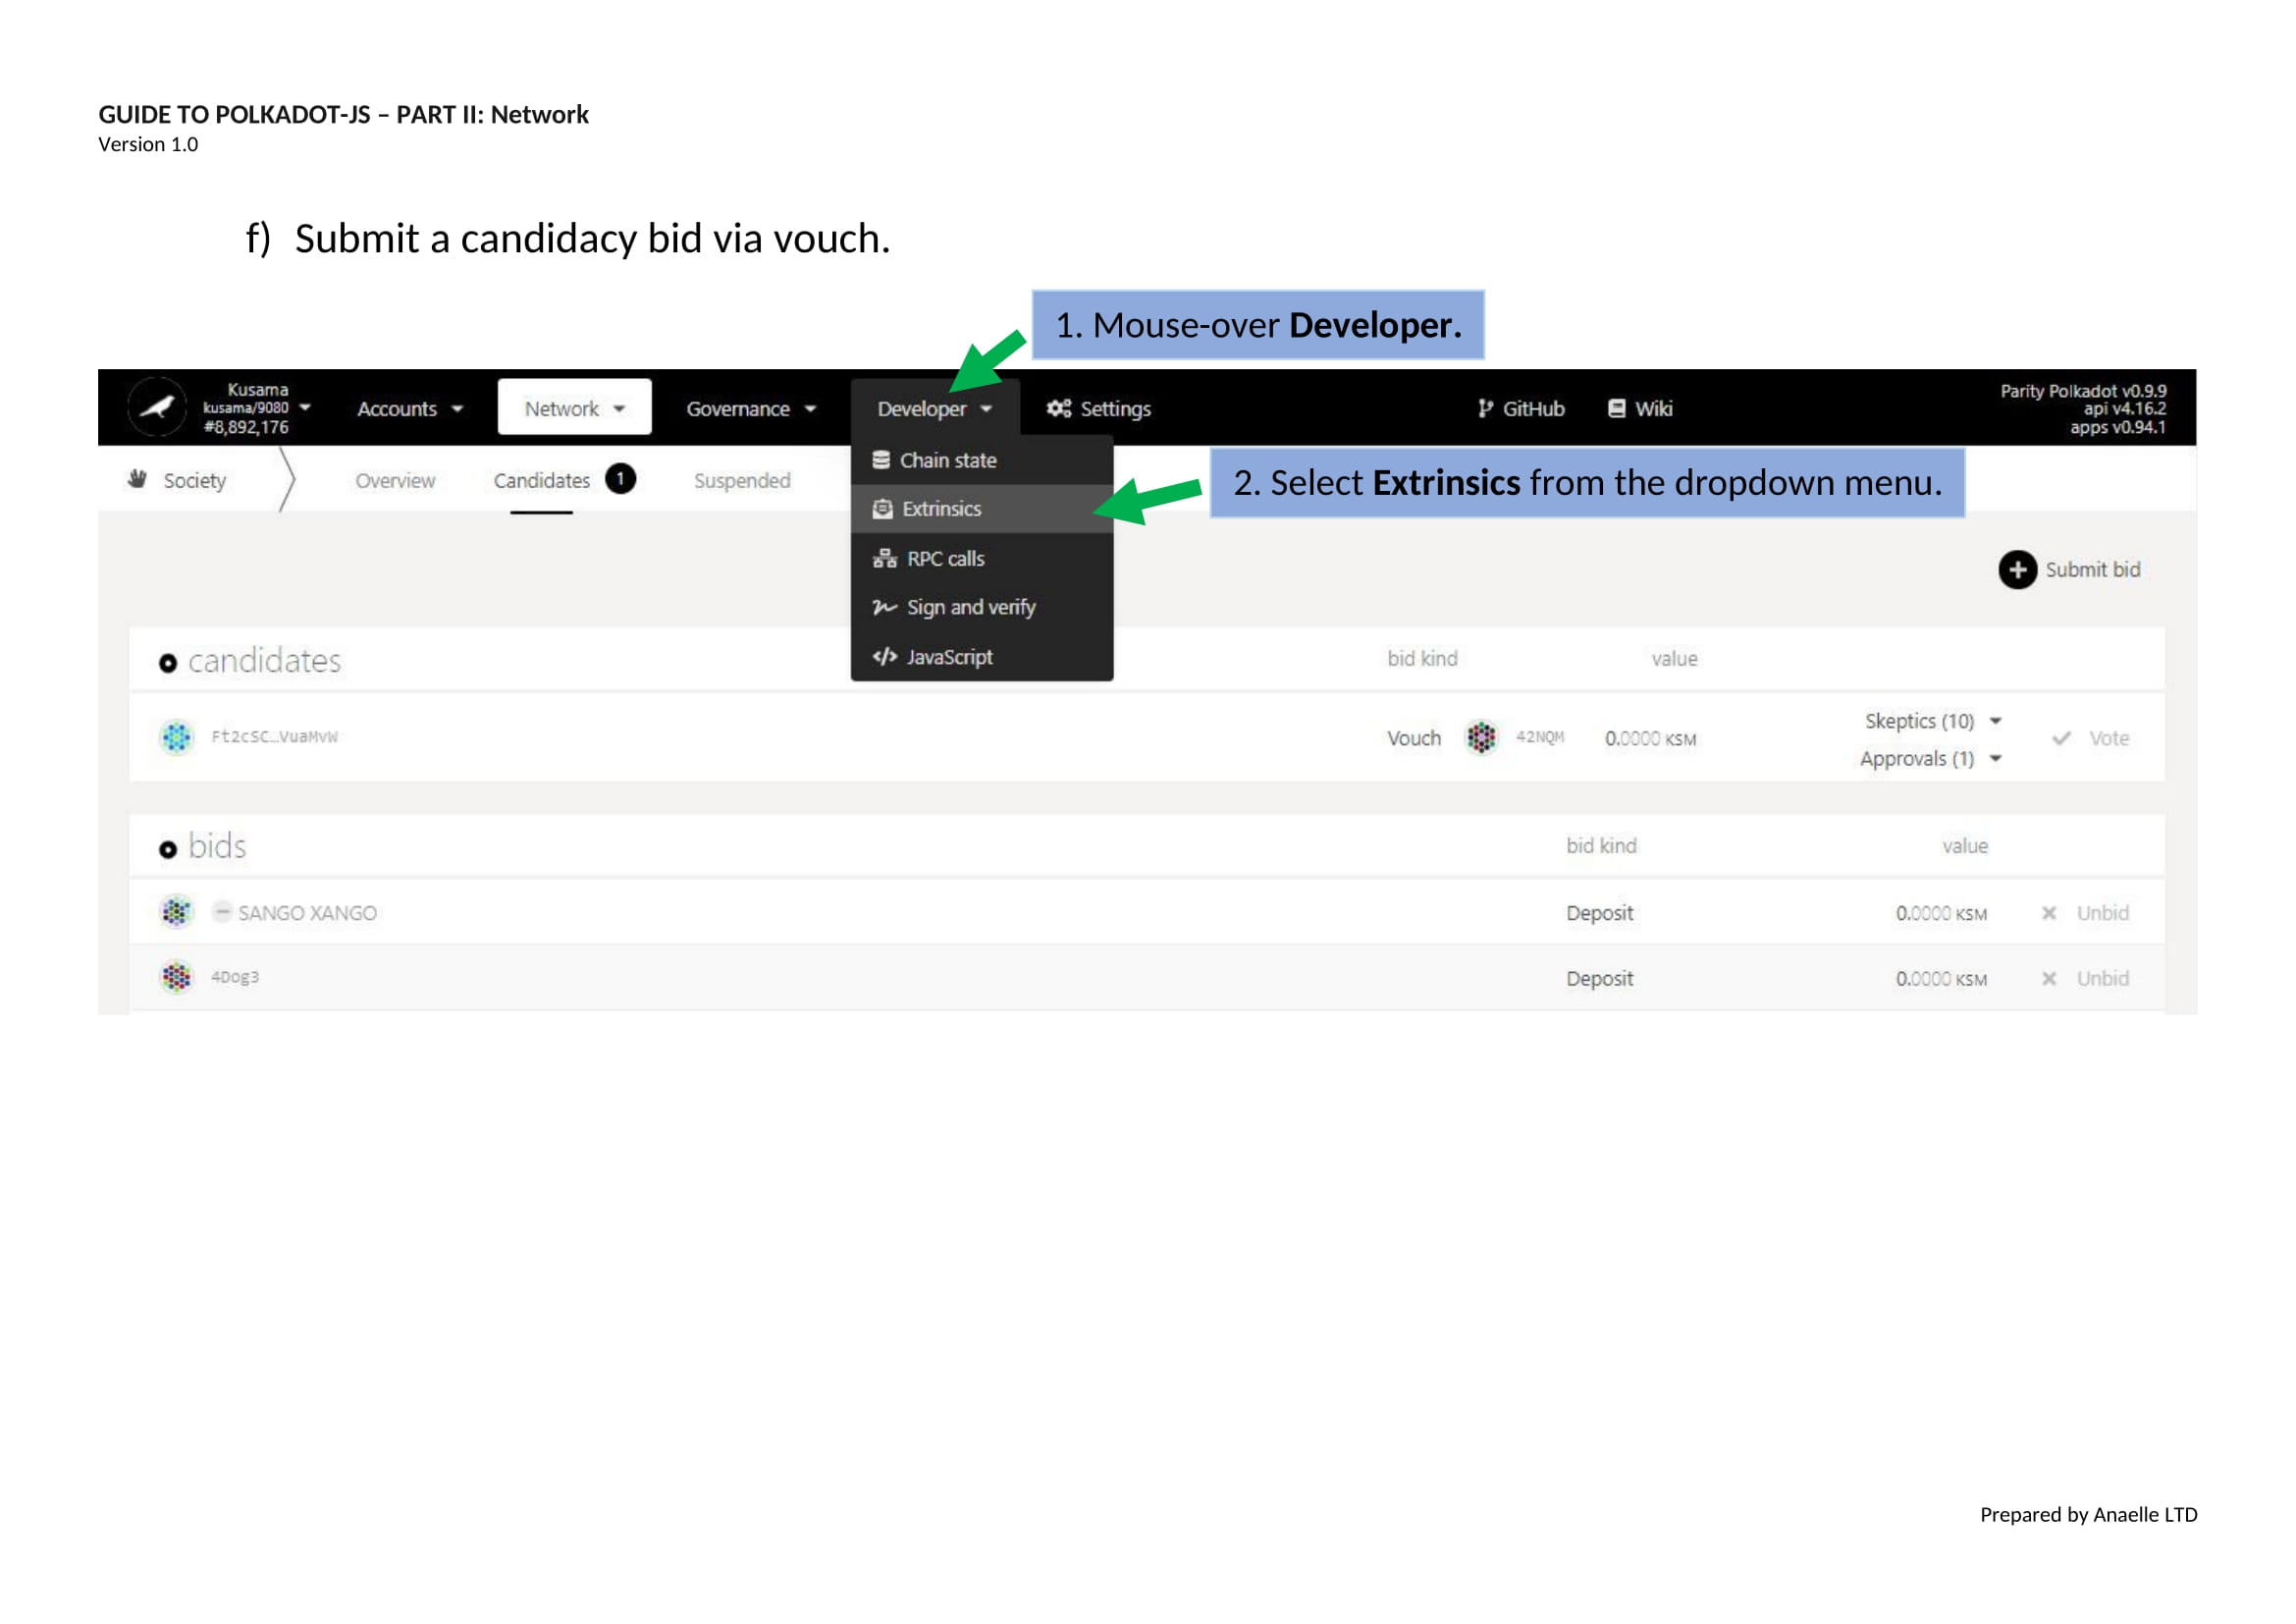 GUIDE TO POLKADOT-JS – PART II: Network
Version 1.0
f) Submit a candidacy bid via vouch.
1. Mouse-over Developer.
Kusama
kusama/9080
#8,892,176
Accounts
Network
Governance
Developer
Settings
GitHub
Wiki
Parity Polkadot v0.9.9
api v4.16.2
apps v0.94.1
Society
Overview
Candidates 1
Suspended
Chain state
Extrinsics
RPC calls
Sign and verify
JavaScript
2. Select Extrinsics from the dropdown menu.
Submit bid
candidates bid kind value
Ft2cSC…VuaMvW Vouch 42NQM 0.0000 KSM
Skeptics (10)
Approvals (1)
Vote
bids bid kind value
SANGO XANGO Deposit 0.0000 KSM Unbid
4Dog3 Deposit 0.0000 KSM Unbid
Prepared by Anaelle LTD